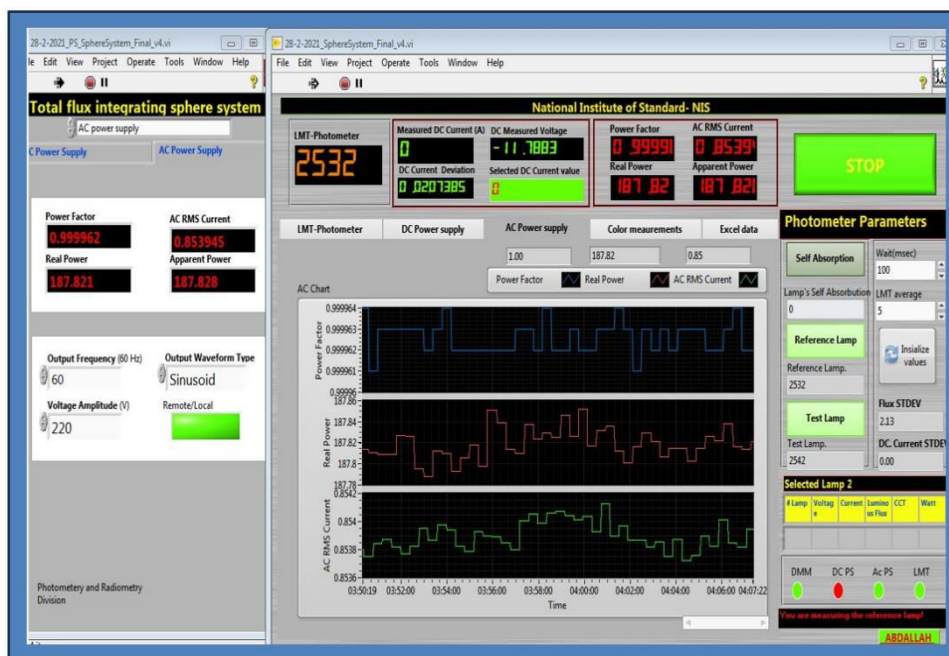 28-2-2021_PS_SphereSystem_Final_v4.vi
le Edit View Project Operate Tools Window Help
Total flux integrating sphere system
AC power supply
C Power Supply
AC Power Supply
Power Factor
AC RMS Current
0.999962
0.853945
Real Power
Apparent Power
187.821
187.828
Output Frequency (60 Hz)
Output Waveform Type
60
Sinusoid
Voltage Amplitude (V)
Remote/Local
220
Photometery and Radiometry
Division
28-2-2021_SphereSystem_Final_v4.vi
File Edit View Project Operate Tools Window Help
National Institute of Standard- NIS
LMT-Photometer
2532
Measured DC Current (A)
DC Measured Voltage
0
-11.7883
DC Current Deviation
Selected DC Current value
0.0207385
0
Power Factor
AC RMS Current
0.99991
0.8539
Real Power
Apparent Power
187.82
187.821
STOP
LMT-Photometer
DC Power supply
AC Power supply
Color meaurements
Excel data
1.00
187.82
0.85
Power Factor
Real Power
AC RMS Current
AC Chart
Power Factor
0.999964
0.999963
0.999962
0.999961
0.99996
Real Power
187.86
187.84
187.82
187.8
187.78
AC RMS Current
0.8542
0.854
0.8538
0.8536
03:50:19 03:52:00 03:54:00 03:56:00 03:58:00 04:00:00 04:02:00 04:04:00 04:06:00 04:07:22
Time
Photometer Parameters
Self Absorption
Wait(msec)
100
Lamp's Self Absorbution
0
LMT average
5
Reference Lamp
Insialize
values
Reference Lamp.
2532
Test Lamp
Flux STDEV
2.13
Test Lamp.
2542
DC. Current STDEV
0.00
Selected Lamp 2
# Lamp
Voltag
e
Current
Lumino
us Flux
CCT
Watt
DMM
DC PS
Ac PS
LMT
You are measuring the reference lamp!
ABDALLAH